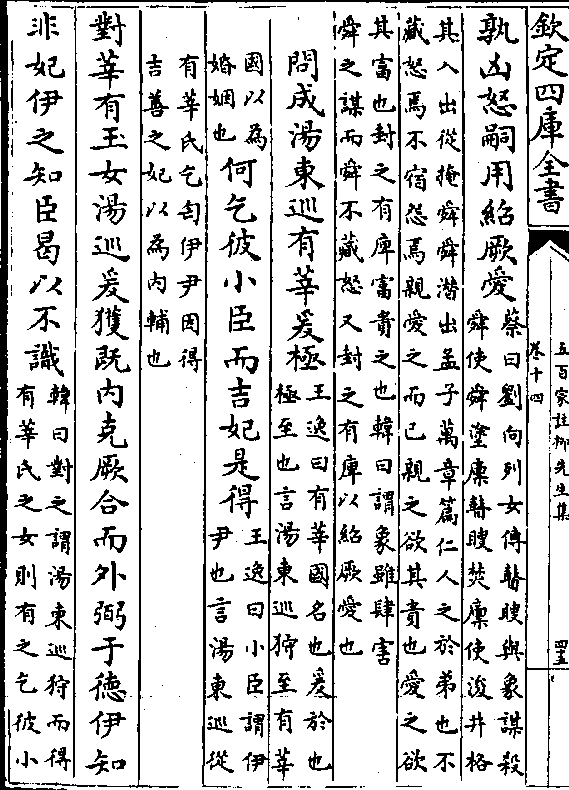 欽定四庫全書
五百家註柳先生集
卷十四
四五
孰凶怒嗣用紹厥愛
蔡曰劉向列女傳瞽瞍與象謀殺
舜使舜塗廩瞽瞍焚廩使浚井格
其入出從掩舜舜潛出孟子萬章篇仁人之於弟也不
藏怒焉不宿怨焉親愛之而已親之欲其貴也愛之欲
其富也封之有庳富貴之也韓曰謂象雖肆害
舜之謀而舜不藏怒又封之有庳以紹厥愛也
問成湯東巡有莘爰極
王逸曰有莘國名也爰於也
極至也言湯東巡狩至有莘
國以為
婚姻也
何乞彼小臣而吉妃是得
王逸曰小臣謂伊
尹也言湯東巡從
有莘氏乞匄伊尹因得
吉善之妃以為內輔也
對莘有玉女湯巡爰獲既內克厥合而外弼于徳伊知
非妃伊之知臣曷以不識
韓曰對之謂湯東巡狩而得
有莘氏之女則有之乞彼小